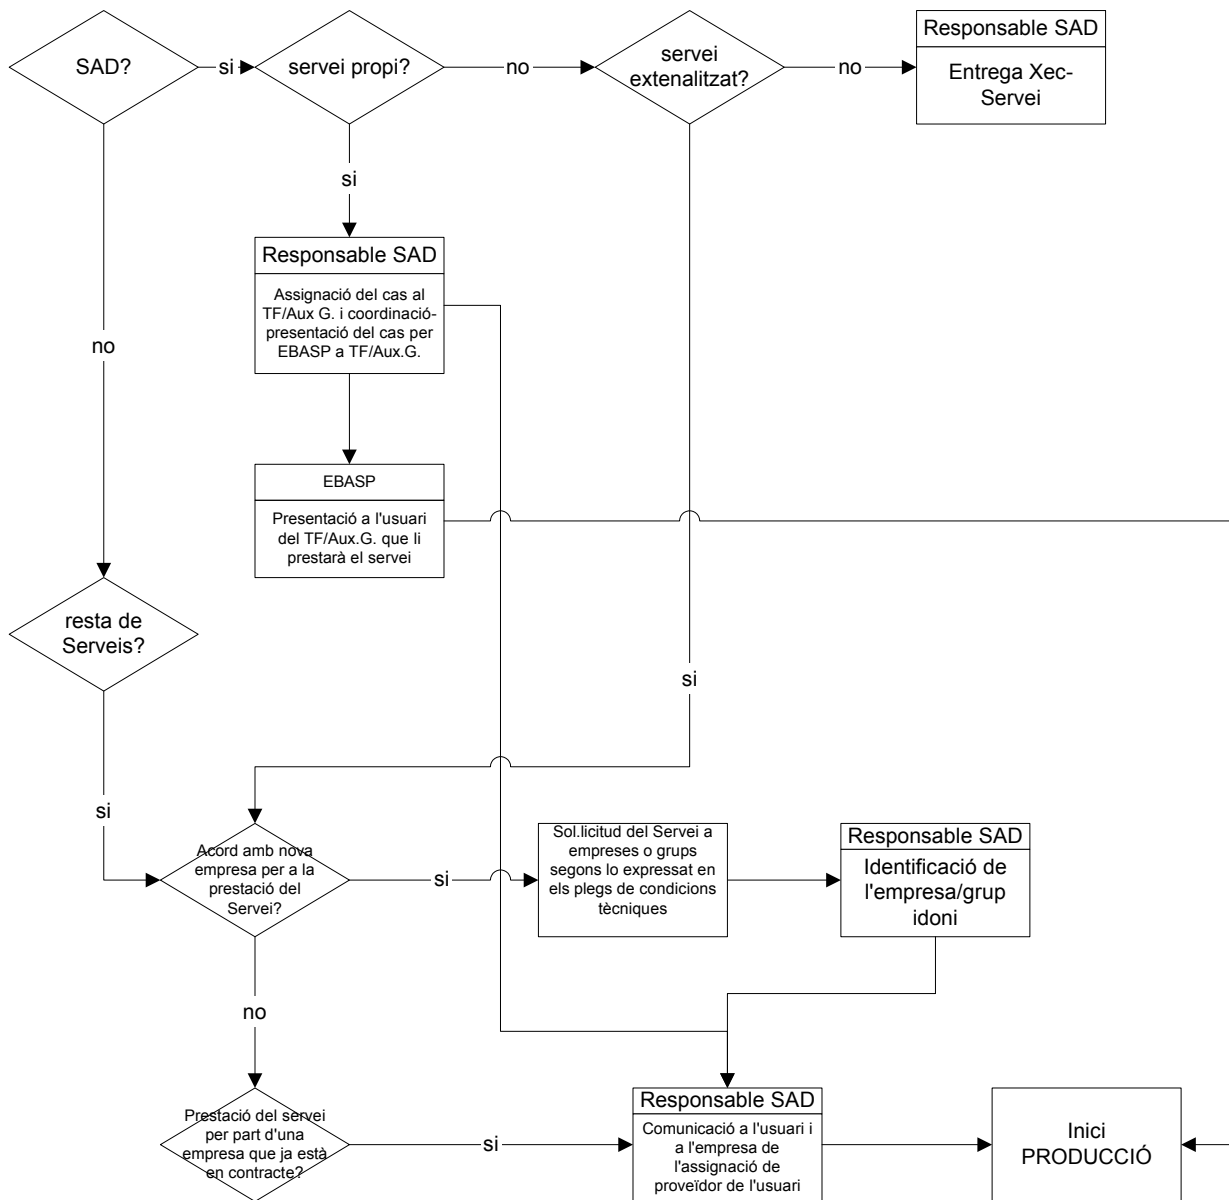 SAD?
si
servei propi?
no
servei
extenalitzat?
no
Responsable SAD
Entrega Xec-
Servei
si
Responsable SAD
Assignació del cas al
TF/Aux G. i coordinació-
presentació del cas per
EBASP a TF/Aux.G.
no
EBASP
Presentació a l'usuari
del TF/Aux.G. que li
prestarà el servei
resta de
Serveis?
si
si
Acord amb nova
empresa per a la
prestació del
Servei?
si
Sol.licitud del Servei a
empreses o grups
segons lo expressat en
els plegs de condicions
tècniques
Responsable SAD
Identificació de
l'empresa/grup
idoni
no
Prestació del servei
per part d'una
empresa que ja està
en contracte?
si
Responsable SAD
Comunicació a l'usuari i
a l'empresa de
l'assignació de
proveïdor de l'usuari
Inici
PRODUCCIÓ